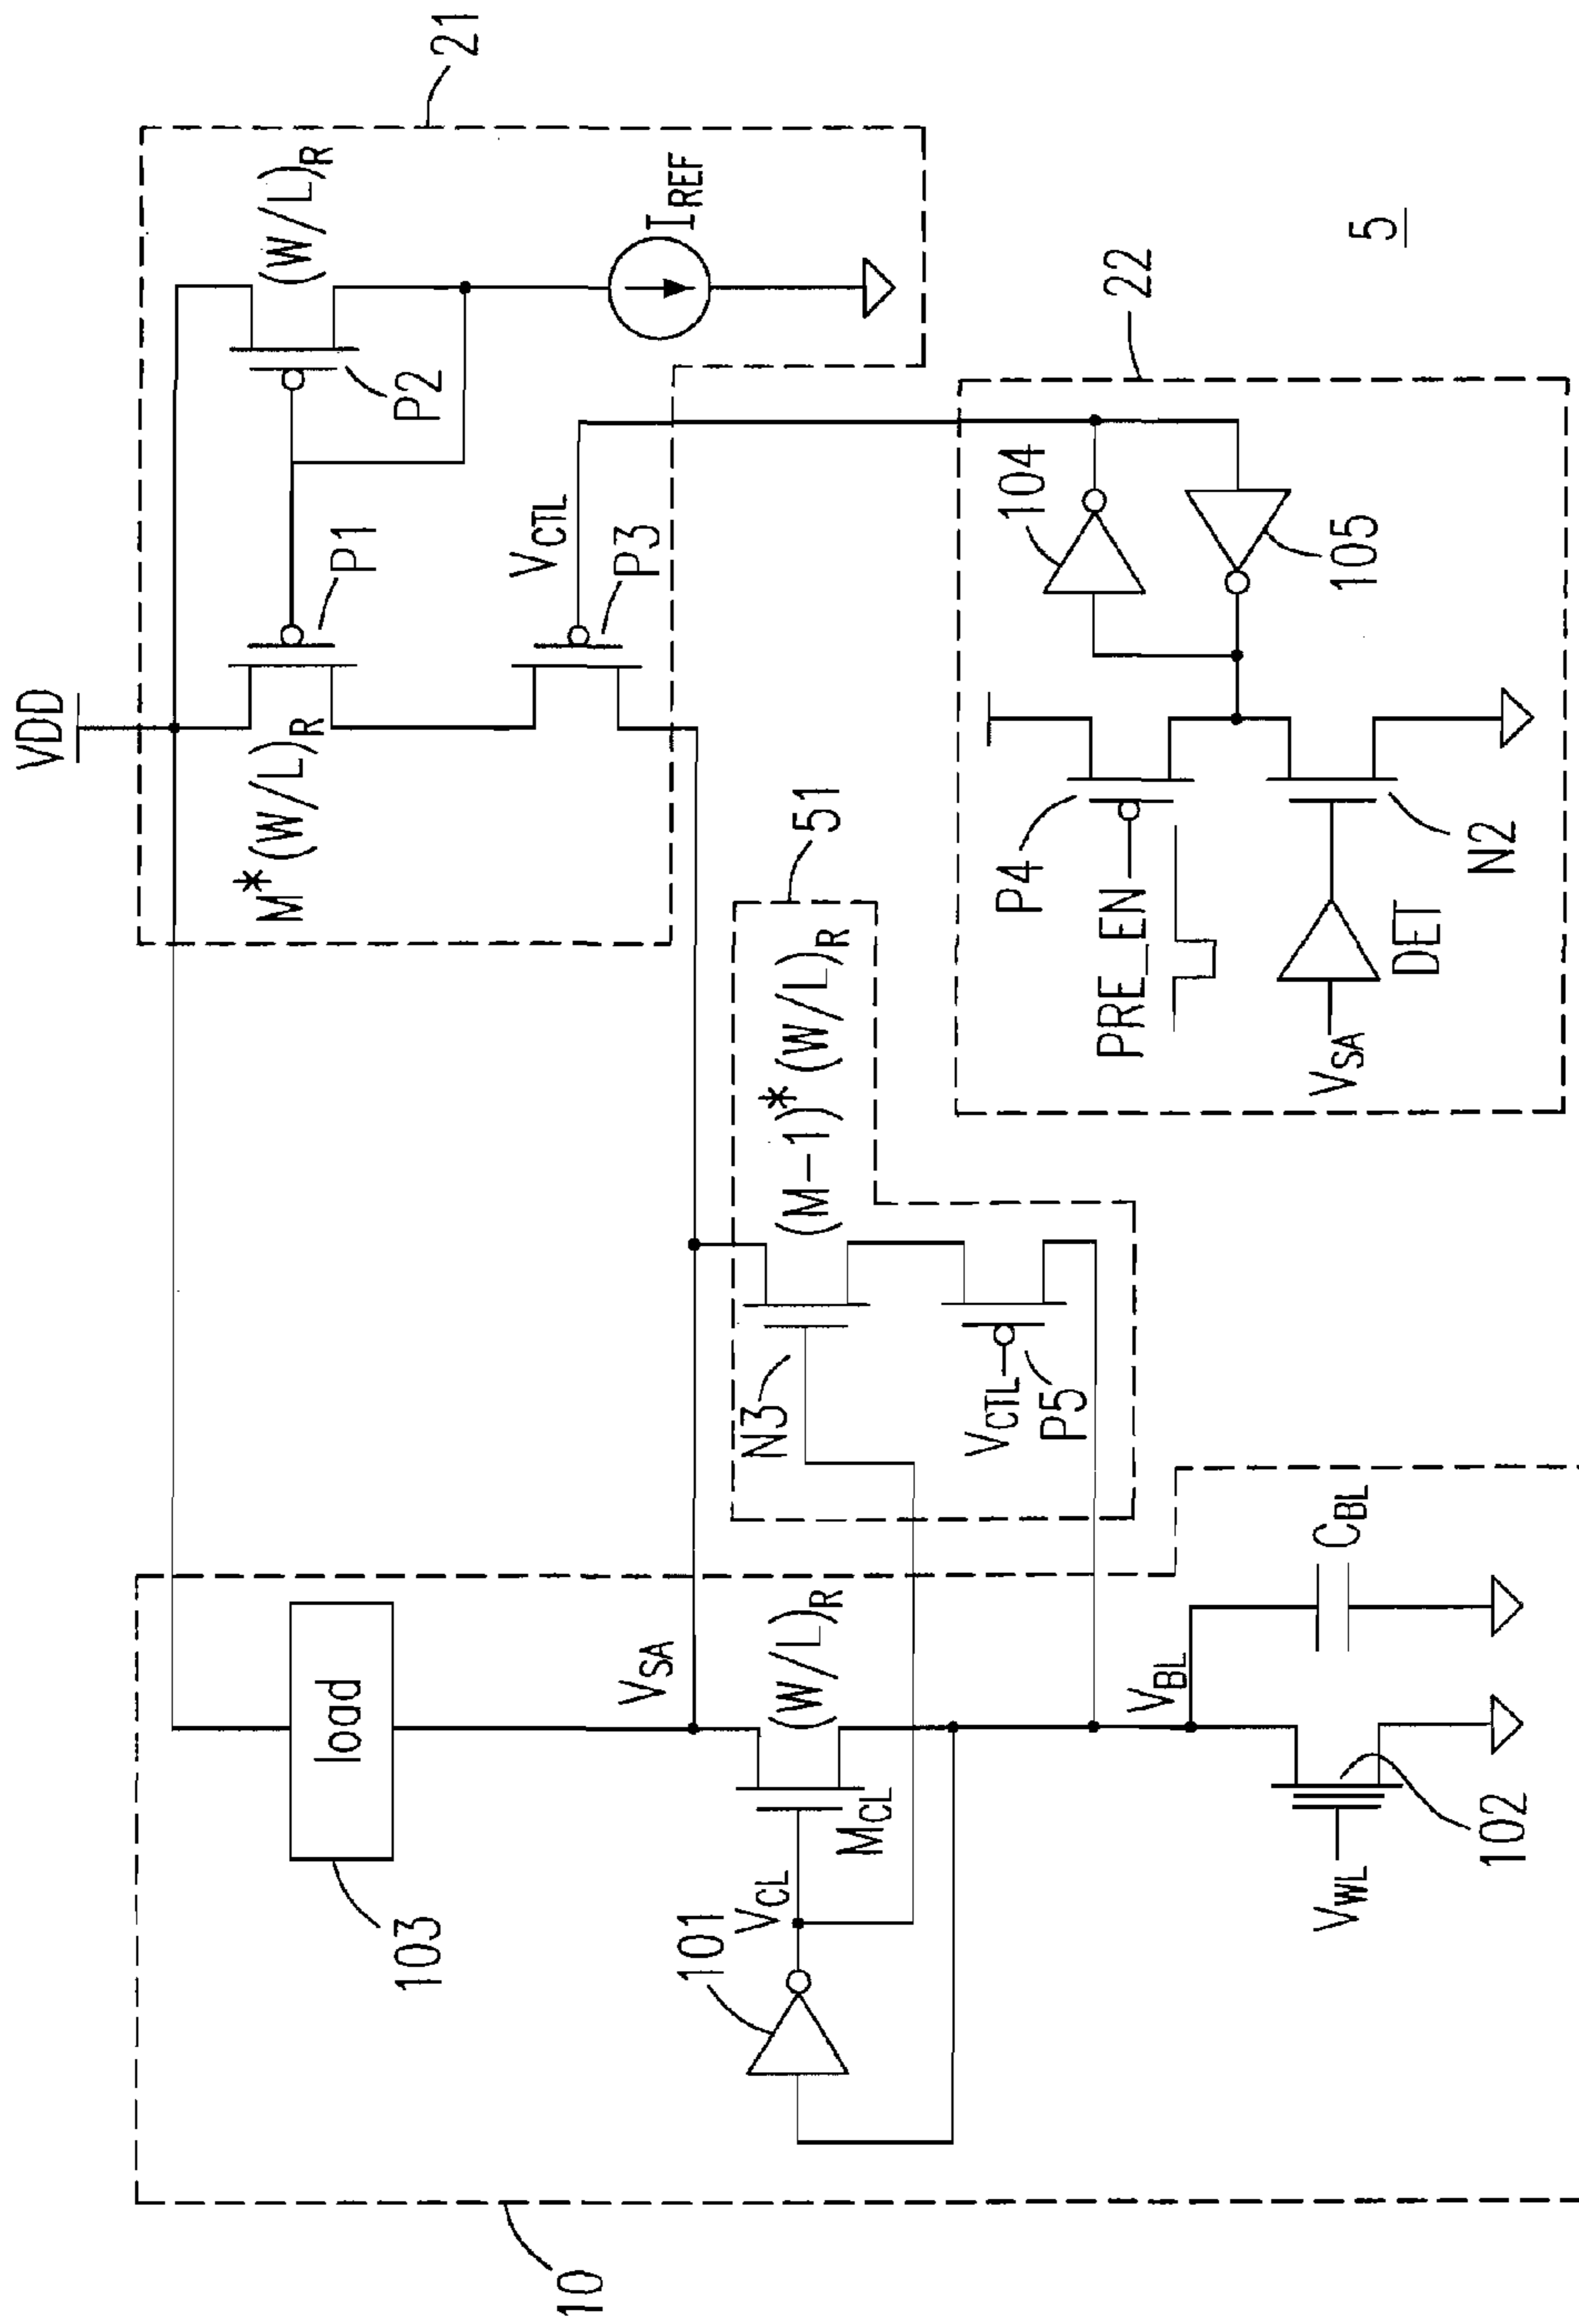 VDD
21
M*(W/L)R
P1
P2
(W/L)R
VCTL
P3
IREF
103
load
VSA
51
(M-1)*(W/L)R
N3
VCTL
P5
101
VCL
MCL
(W/L)R
VBL
CBL
VWL
102
10
22
104
105
P4
PRE_EN
N2
DET
VSA
5